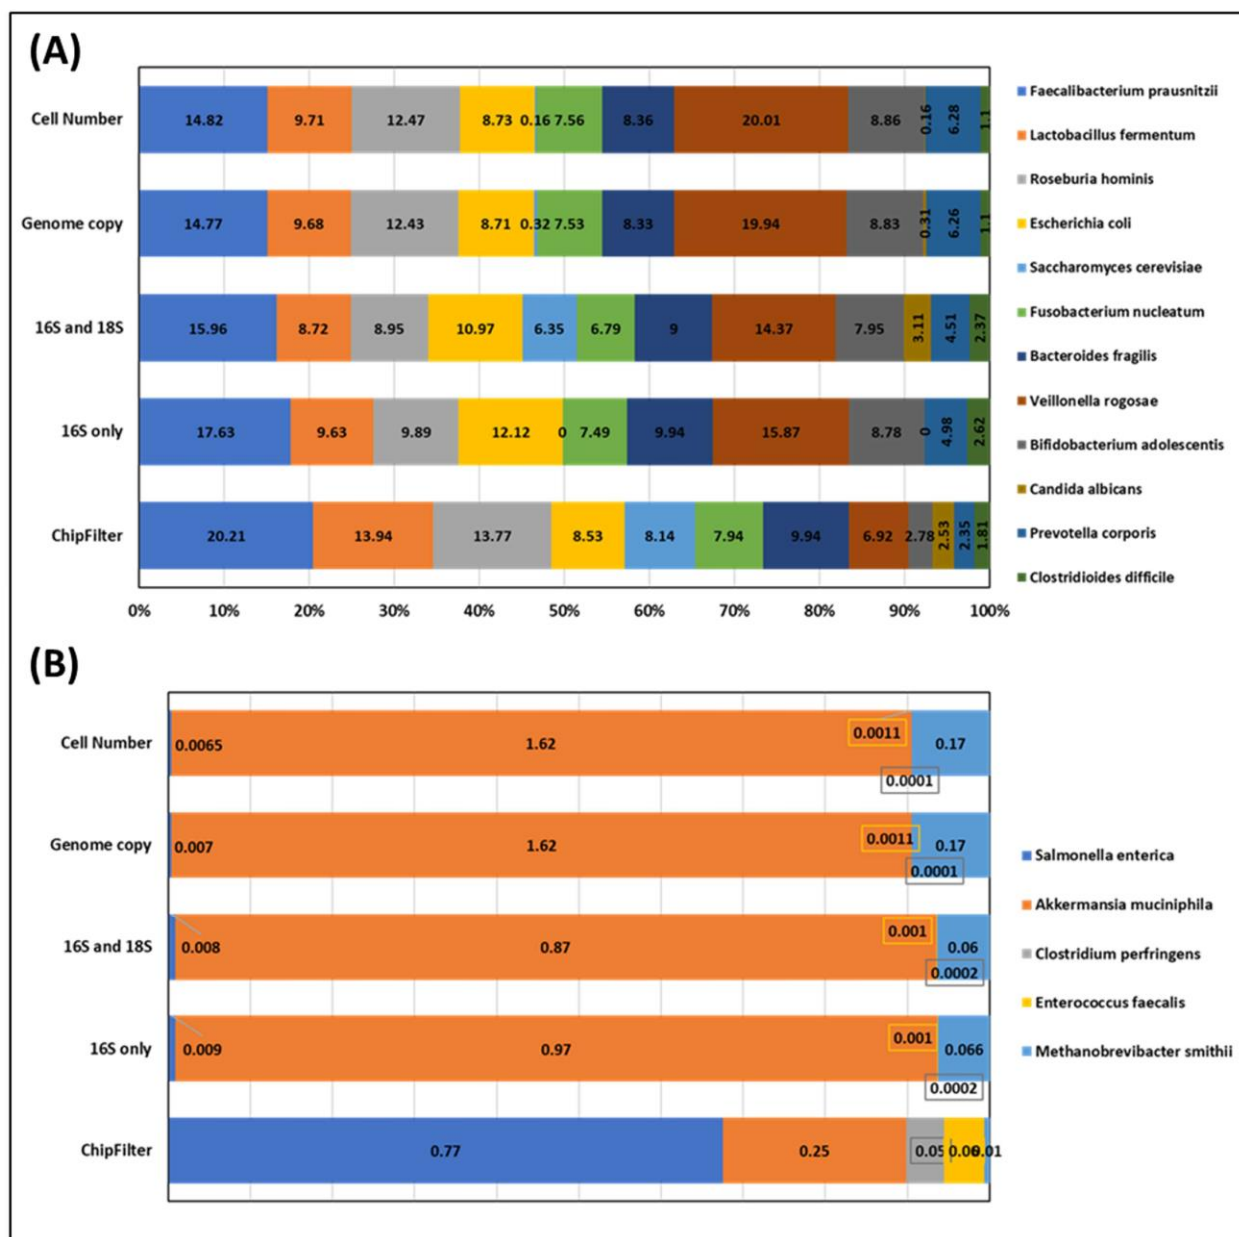 (A)
Cell Number 14.82 9.71 12.47 8.73 0.16 7.56 8.36 20.01 8.86 0.16 6.28 1.1
Genome copy 14.77 9.68 12.43 8.71 0.32 7.53 8.33 19.94 8.83 0.31 6.26 1.1
16S and 18S 15.96 8.72 8.95 10.97 6.35 6.79 9 14.37 7.95 3.11 4.51 2.37
16S only 17.63 9.63 9.89 12.12 0 7.49 9.94 15.87 8.78 0 4.98 2.62
ChipFilter 20.21 13.94 13.77 8.53 8.14 7.94 9.94 6.92 2.78 2.53 2.35 1.81
0% 10% 20% 30% 40% 50% 60% 70% 80% 90% 100%
Faecalibacterium prausnitzii
Lactobacillus fermentum
Roseburia hominis
Escherichia coli
Saccharomyces cerevisiae
Fusobacterium nucleatum
Bacteroides fragilis
Veillonella rogosae
Bifidobacterium adolescentis
Candida albicans
Prevotella corporis
Clostridioides difficile
(B)
Cell Number 0.0065 1.62 0.0011 0.17
0.0001
Genome copy 0.007 1.62 0.0011 0.17
0.0001
16S and 18S 0.008 0.87 0.001 0.06
0.0002
16S only 0.009 0.97 0.001 0.066
0.0002
ChipFilter 0.77 0.25 0.05 0.06 0.01
Salmonella enterica
Akkermansia muciniphila
Clostridium perfringens
Enterococcus faecalis
Methanobrevibacter smithii